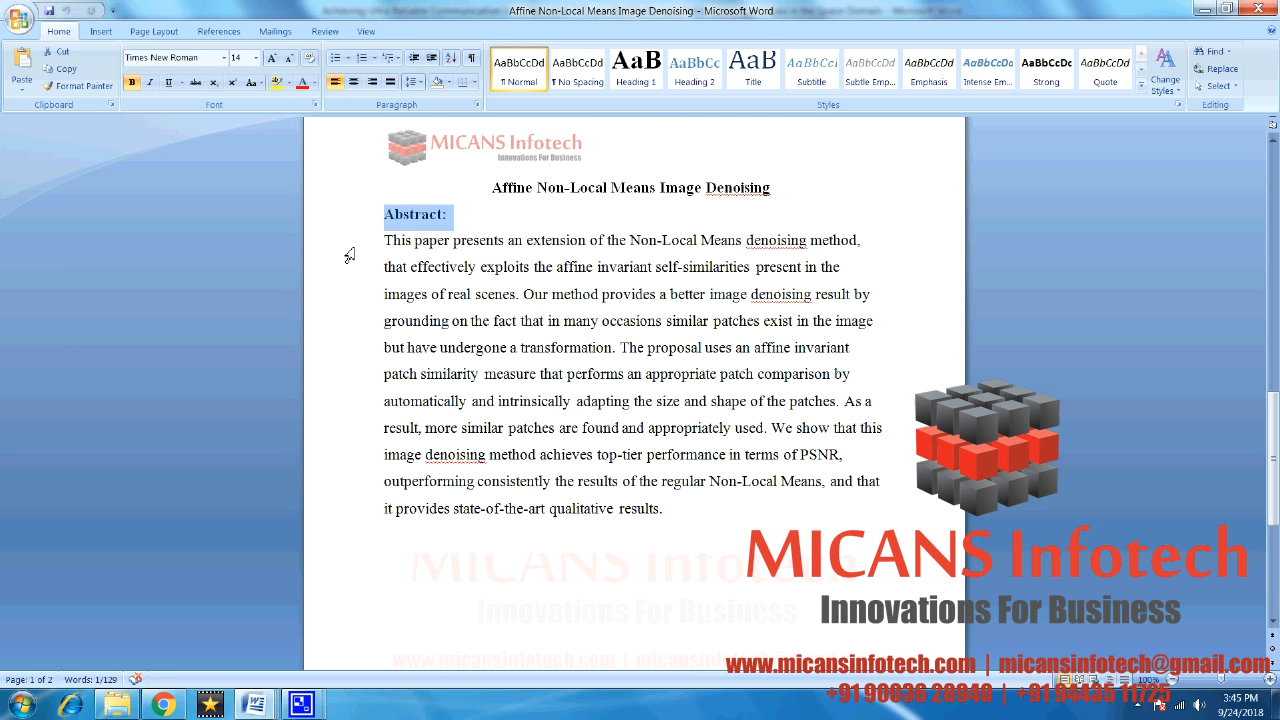 Affine Non-Local Means Image Denoising - Microsoft Word
Home Insert Page Layout References Mailings Review View
Paste
Cut
Copy
Format Painter
Clipboard
Times New Roman 14
Font
Paragraph
AaBbCcDd AaBbCcDd AaB AaBbCc AaB AaBbCcI AaBbCcDd AaBbCcDd AaBbCcDd AaBbCcDc AaBbCcDd
¶ Normal ¶ No Spacing Heading 1 Heading 2 Title Subtitle Subtle Emp... Emphasis Intense Em... Strong Quote
Styles
Change Styles
Find
Replace
Select
Editing
MICANS Infotech
Innovations For Business
Affine Non-Local Means Image Denoising
Abstract:
This paper presents an extension of the Non-Local Means denoising method,
that effectively exploits the affine invariant self-similarities present in the
images of real scenes. Our method provides a better image denoising result by
grounding on the fact that in many occasions similar patches exist in the image
but have undergone a transformation. The proposal uses an affine invariant
patch similarity measure that performs an appropriate patch comparison by
automatically and intrinsically adapting the size and shape of the patches. As a
result, more similar patches are found and appropriately used. We show that this
image denoising method achieves top-tier performance in terms of PSNR,
outperforming consistently the results of the regular Non-Local Means, and that
it provides state-of-the-art qualitative results.
MICANS Infotech
Innovations For Business
www.micansinfotech.com | micansinfotech@gmail.com
MICANS Infotech
Innovations For Business
www.micansinfotech.com | micansinfotech@gmail.com
+91 90036 28940 | +91 94435 11725
Page: 1 of 2 Words: 1/129
100%
3:45 PM
9/24/2018